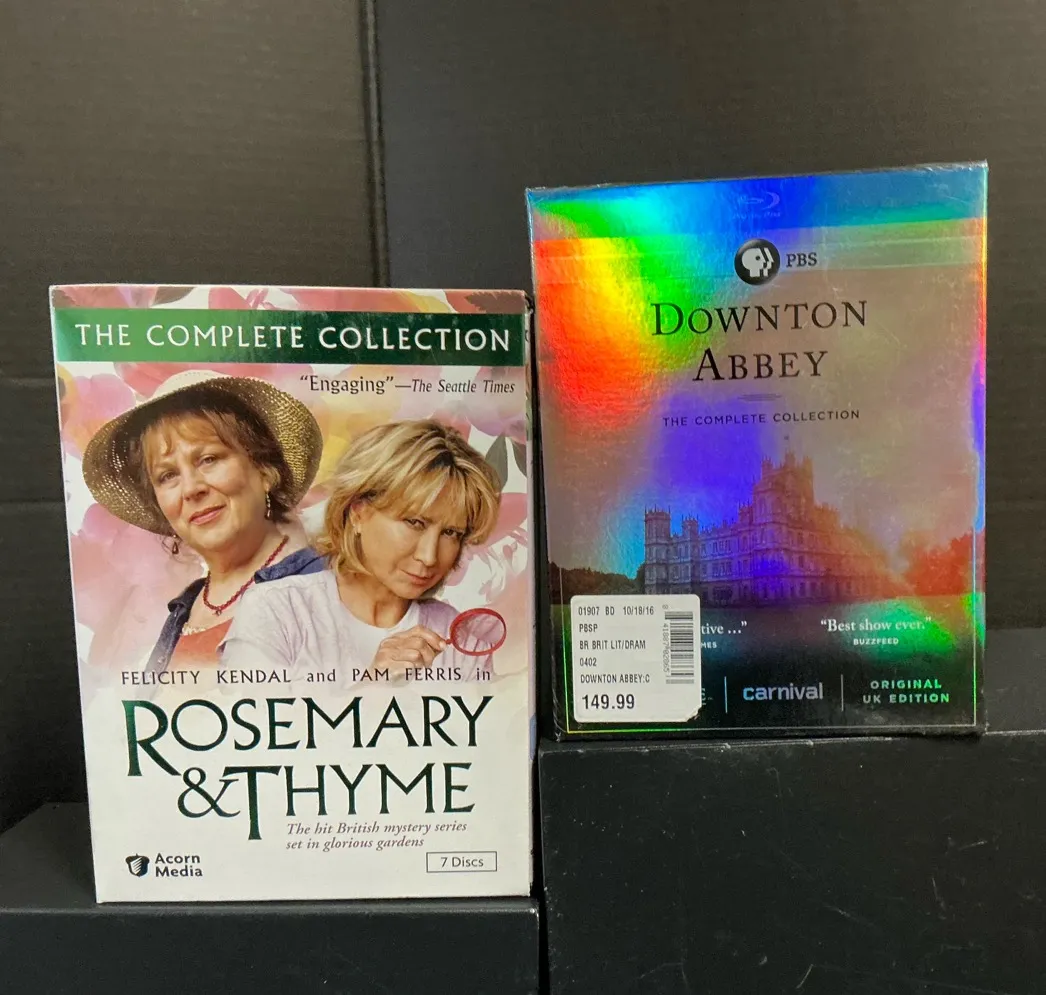 THE COMPLETE COLLECTION
"Engaging"—The Seattle Times
FELICITY KENDAL and PAM FERRIS in
ROSEMARY
&THYME
The hit British mystery series
set in glorious gardens
7 Discs
Acorn
Media
PBS
DOWNTON
ABBEY
THE COMPLETE COLLECTION
01907 BD 10/18/16
PBSP
BR BRIT LIT/DRAM
0402
DOWNTON ABBEY:C
149.99
tive ..."
MES
"Best show ever."
BUZZFEED
carnival
ORIGINAL
UK EDITION